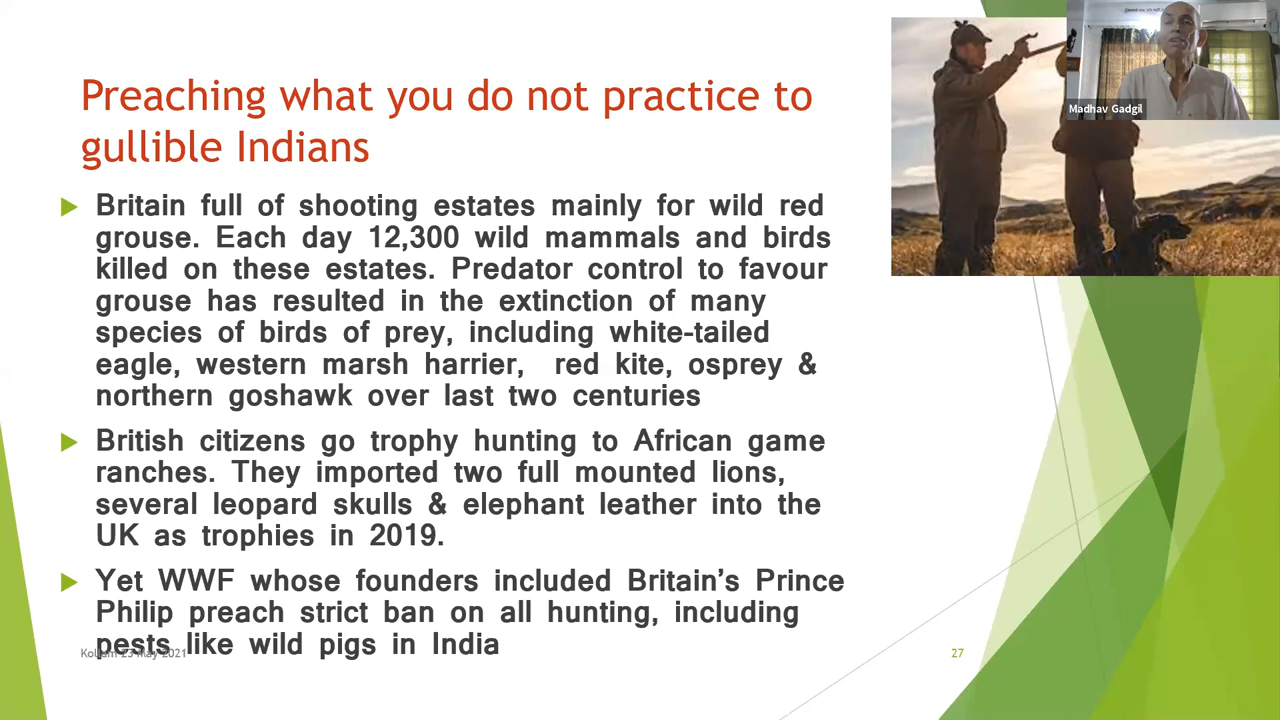 Preaching what you do not practice to
gullible Indians
Britain full of shooting estates mainly for wild red
grouse. Each day 12,300 wild mammals and birds
killed on these estates. Predator control to favour
grouse has resulted in the extinction of many
species of birds of prey, including white-tailed
eagle, western marsh harrier, red kite, osprey &
northern goshawk over last two centuries
British citizens go trophy hunting to African game
ranches. They imported two full mounted lions,
several leopard skulls & elephant leather into the
UK as trophies in 2019.
Yet WWF whose founders included Britain's Prince
Philip preach strict ban on all hunting, including
pests like wild pigs in India
Kollam 23 May 2021
27
Madhav Gadgil